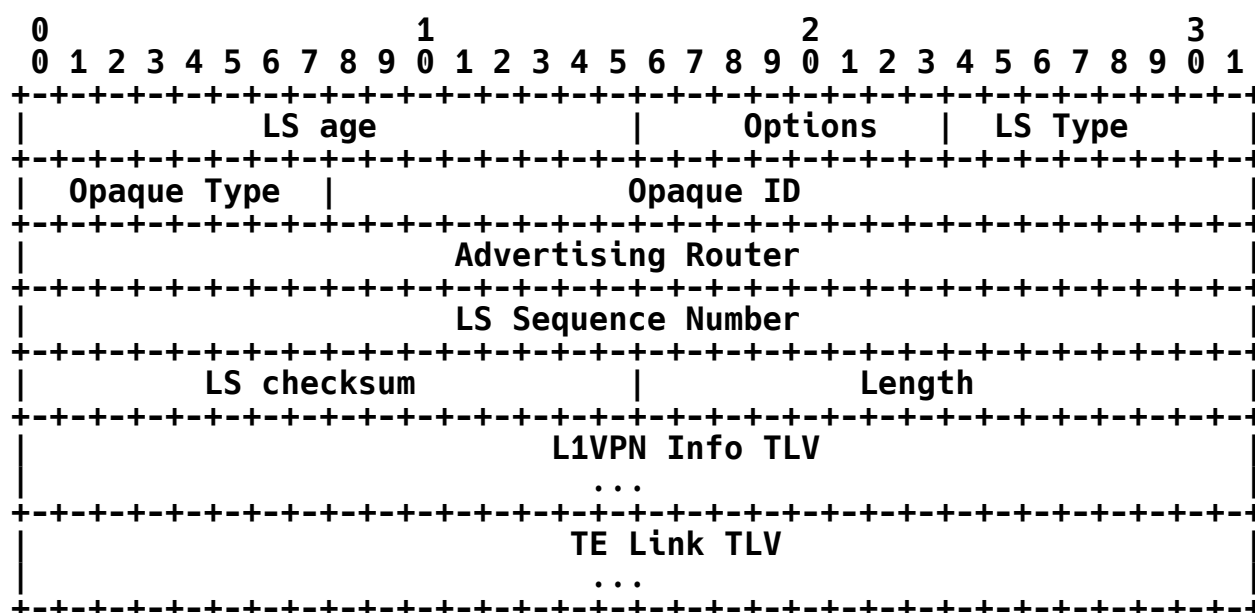 0                   1                   2                   3
0 1 2 3 4 5 6 7 8 9 0 1 2 3 4 5 6 7 8 9 0 1 2 3 4 5 6 7 8 9 0 1
+-+-+-+-+-+-+-+-+-+-+-+-+-+-+-+-+-+-+-+-+-+-+-+-+-+-+-+-+-+-+-+-+
|            LS age             |     Options   |  LS Type      |
+-+-+-+-+-+-+-+-+-+-+-+-+-+-+-+-+-+-+-+-+-+-+-+-+-+-+-+-+-+-+-+-+
|  Opaque Type  |               Opaque ID                       |
+-+-+-+-+-+-+-+-+-+-+-+-+-+-+-+-+-+-+-+-+-+-+-+-+-+-+-+-+-+-+-+-+
|                      Advertising Router                       |
+-+-+-+-+-+-+-+-+-+-+-+-+-+-+-+-+-+-+-+-+-+-+-+-+-+-+-+-+-+-+-+-+
|                      LS Sequence Number                       |
+-+-+-+-+-+-+-+-+-+-+-+-+-+-+-+-+-+-+-+-+-+-+-+-+-+-+-+-+-+-+-+-+
|         LS checksum           |           Length              |
+-+-+-+-+-+-+-+-+-+-+-+-+-+-+-+-+-+-+-+-+-+-+-+-+-+-+-+-+-+-+-+-+
|                           L1VPN Info TLV                      |
|                             ...                               |
+-+-+-+-+-+-+-+-+-+-+-+-+-+-+-+-+-+-+-+-+-+-+-+-+-+-+-+-+-+-+-+-+
|                            TE Link TLV                        |
|                             ...                               |
+-+-+-+-+-+-+-+-+-+-+-+-+-+-+-+-+-+-+-+-+-+-+-+-+-+-+-+-+-+-+-+-+